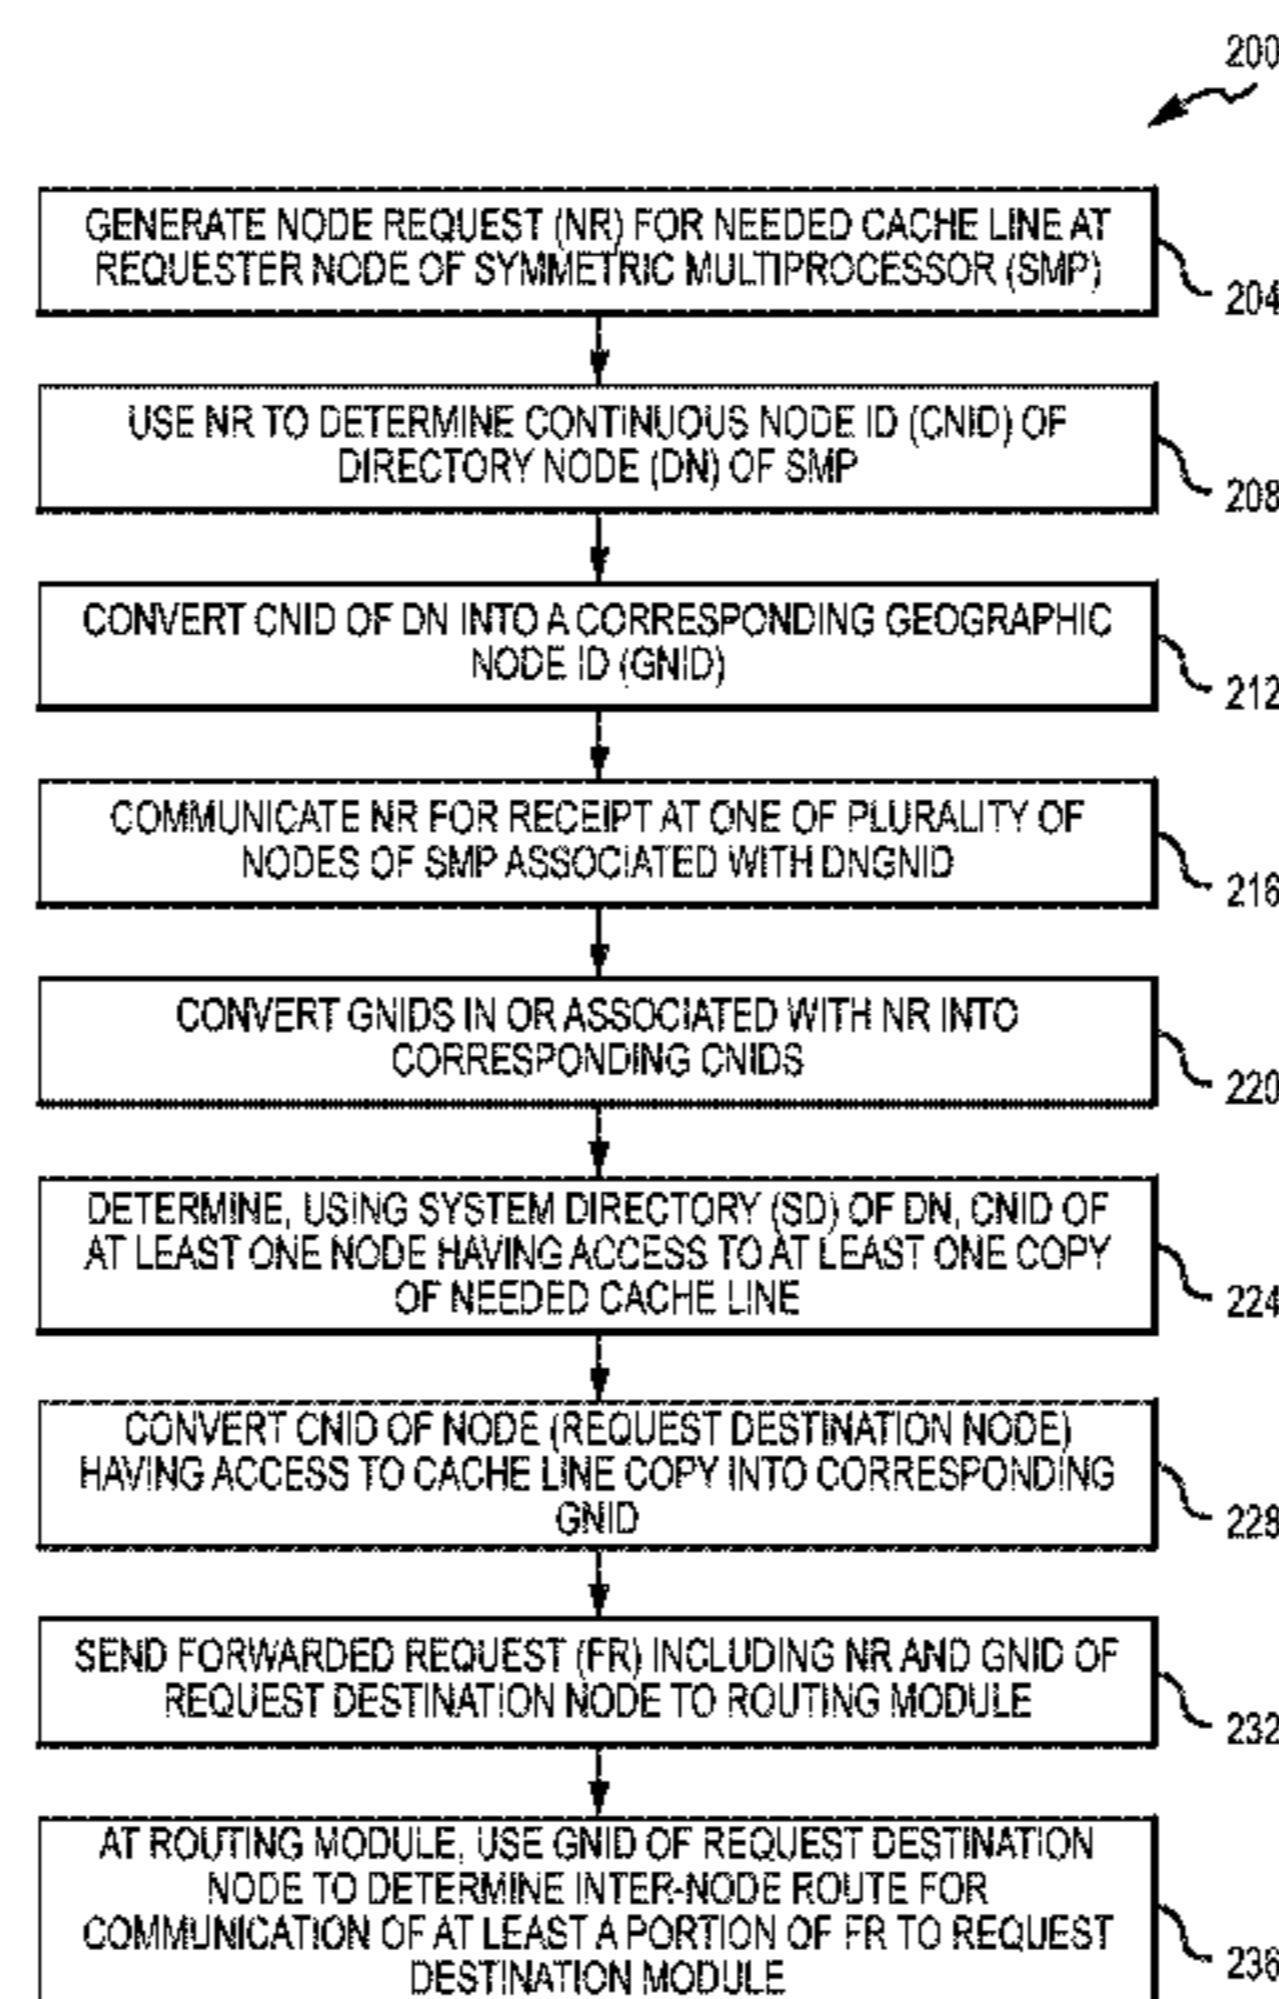 200
GENERATE NODE REQUEST (NR) FOR NEEDED CACHE LINE AT
REQUESTER NODE OF SYMMETRIC MULTIPROCESSOR (SMP)
204
USE NR TO DETERMINE CONTINUOUS NODE ID (CNID) OF
DIRECTORY NODE (DN) OF SMP
208
CONVERT CNID OF DN INTO A CORRESPONDING GEOGRAPHIC
NODE ID (GNID)
212
COMMUNICATE NR FOR RECEIPT AT ONE OF PLURALITY OF
NODES OF SMP ASSOCIATED WITH DNGNID
216
CONVERT GNIDS IN OR ASSOCIATED WITH NR INTO
CORRESPONDING CNIDS
220
DETERMINE, USING SYSTEM DIRECTORY (SD) OF DN, CNID OF
AT LEAST ONE NODE HAVING ACCESS TO AT LEAST ONE COPY
OF NEEDED CACHE LINE
224
CONVERT CNID OF NODE (REQUEST DESTINATION NODE)
HAVING ACCESS TO CACHE LINE COPY INTO CORRESPONDING
GNID
228
SEND FORWARDED REQUEST (FR) INCLUDING NR AND GNID OF
REQUEST DESTINATION NODE TO ROUTING MODULE
232
AT ROUTING MODULE, USE GNID OF REQUEST DESTINATION
NODE TO DETERMINE INTER-NODE ROUTE FOR
COMMUNICATION OF AT LEAST A PORTION OF FR TO REQUEST
DESTINATION MODULE
236